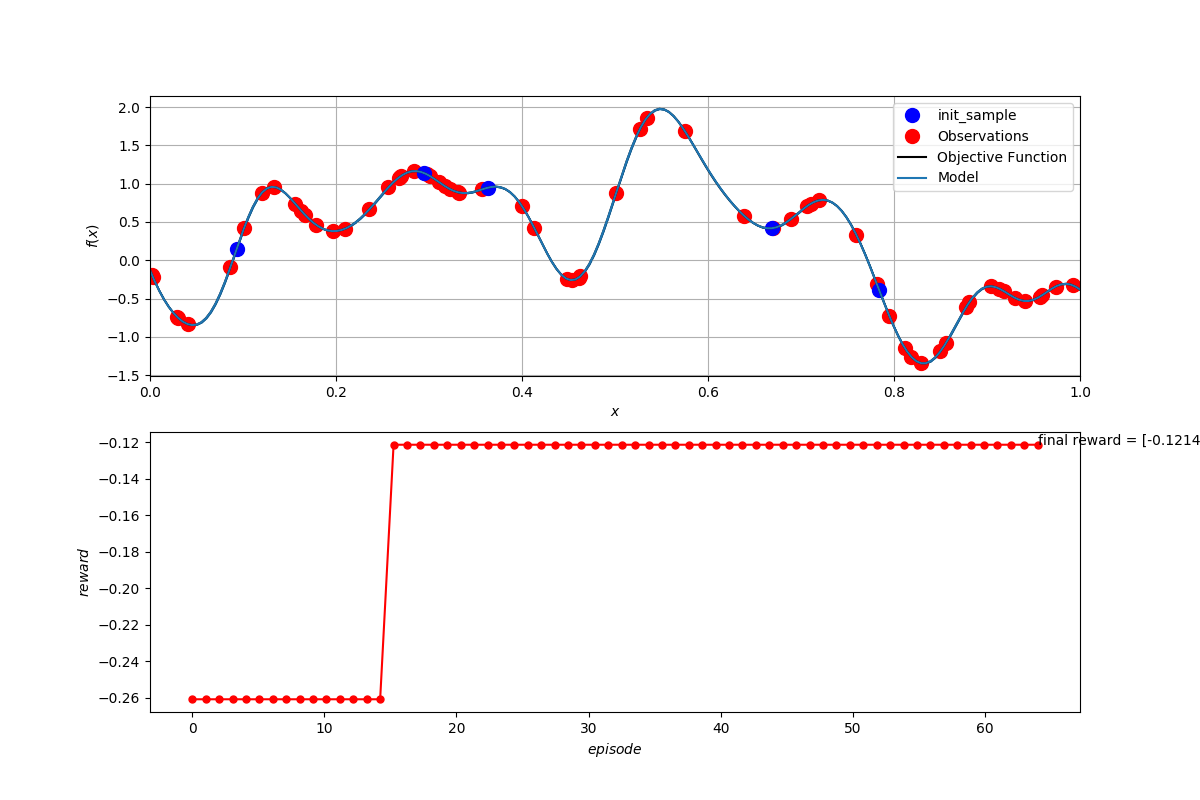 2.0
1.5
1.0
0.5
0.0
−0.5
−1.0
−1.5
f(x)
init_sample
Observations
Objective Function
Model
0.0 0.2 0.4 0.6 0.8 1.0
x
−0.12
−0.14
−0.16
−0.18
−0.20
−0.22
−0.24
−0.26
reward
final reward = [-0.1214
0 10 20 30 40 50 60
episode